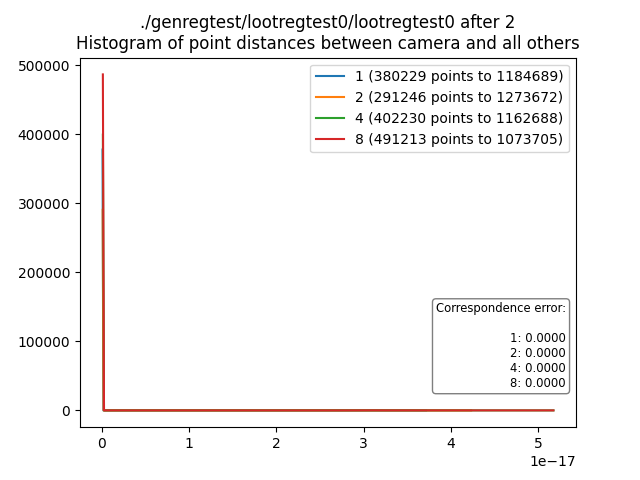 ./genregtest/lootregtest0/lootregtest0 after 2
Histogram of point distances between camera and all others
500000
400000
300000
200000
100000
0
1 (380229 points to 1184689)
2 (291246 points to 1273672)
4 (402230 points to 1162688)
8 (491213 points to 1073705)
Correspondence error:
1: 0.0000
2: 0.0000
4: 0.0000
8: 0.0000
0 1 2 3 4 5
1e−17